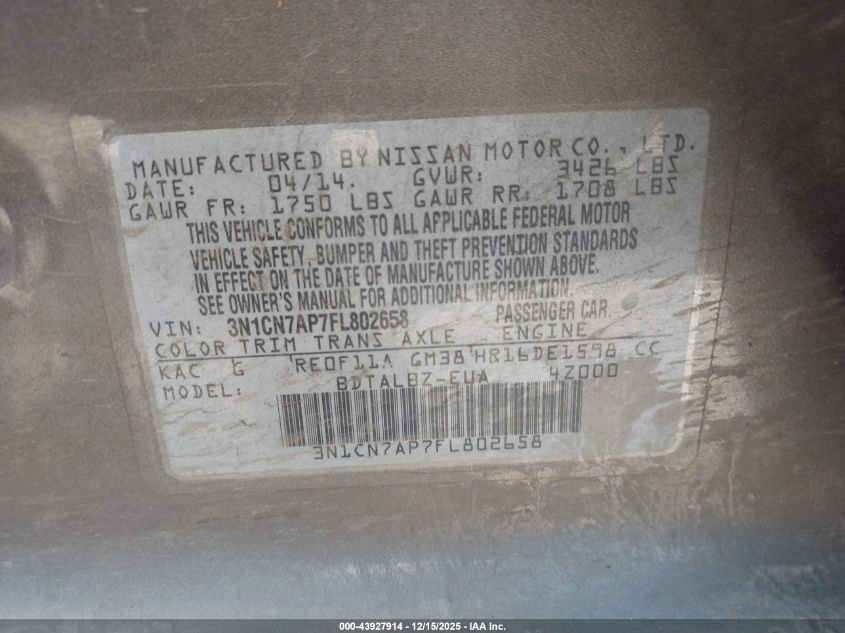 MANUFACTURED BY NISSAN MOTOR CO., LTD.
DATE: 04/14. GVWR: 3426 LBS
GAWR FR: 1750 LBS GAWR RR: 1708 LBS
THIS VEHICLE CONFORMS TO ALL APPLICABLE FEDERAL MOTOR
VEHICLE SAFETY, BUMPER AND THEFT PREVENTION STANDARDS
IN EFFECT ON THE DATE OF MANUFACTURE SHOWN ABOVE.
SEE OWNER'S MANUAL FOR ADDITIONAL INFORMATION.
VIN: 3N1CN7AP7FL802658 PASSENGER CAR
COLOR TRIM TRANS AXLE ENGINE
KAC G RE0F11A GM38 HR16DE1598 CC
MODEL: BDTALBZ-EUA 4Z000
3N1CN7AP7FL802658
000-43927914 - 12/15/2025 - IAA Inc.